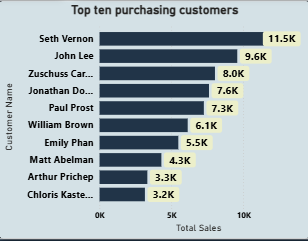 Top ten purchasing customers
Customer Name
Seth Vernon 11.5K
John Lee 9.6K
Zuschuss Car... 8.0K
Jonathan Do... 7.6K
Paul Prost 7.3K
William Brown 6.1K
Emily Phan 5.5K
Matt Abelman 4.3K
Arthur Prichep 3.3K
Chloris Kaste... 3.2K
0K 5K 10K
Total Sales